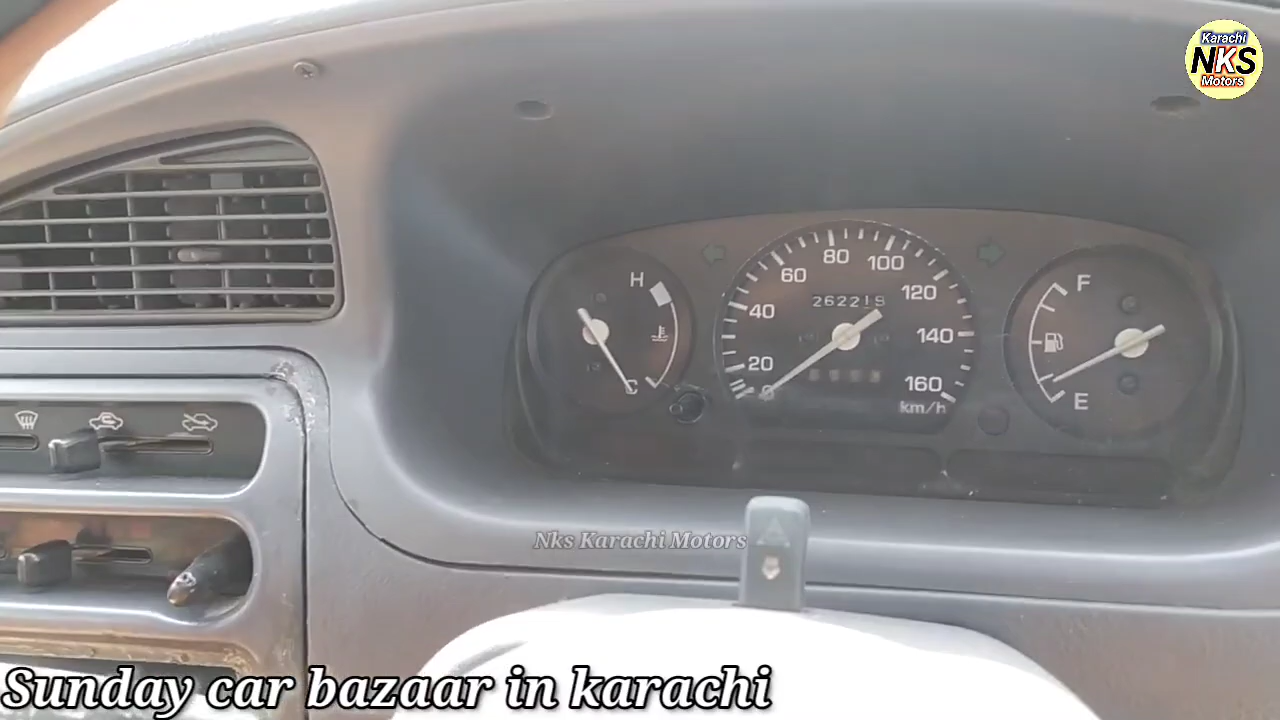 Karachi
NKS
Motors
H
C
0
20
40
60
80
100
120
140
160
km/h
F
E
Nks Karachi Motors
Sunday car bazaar in karachi